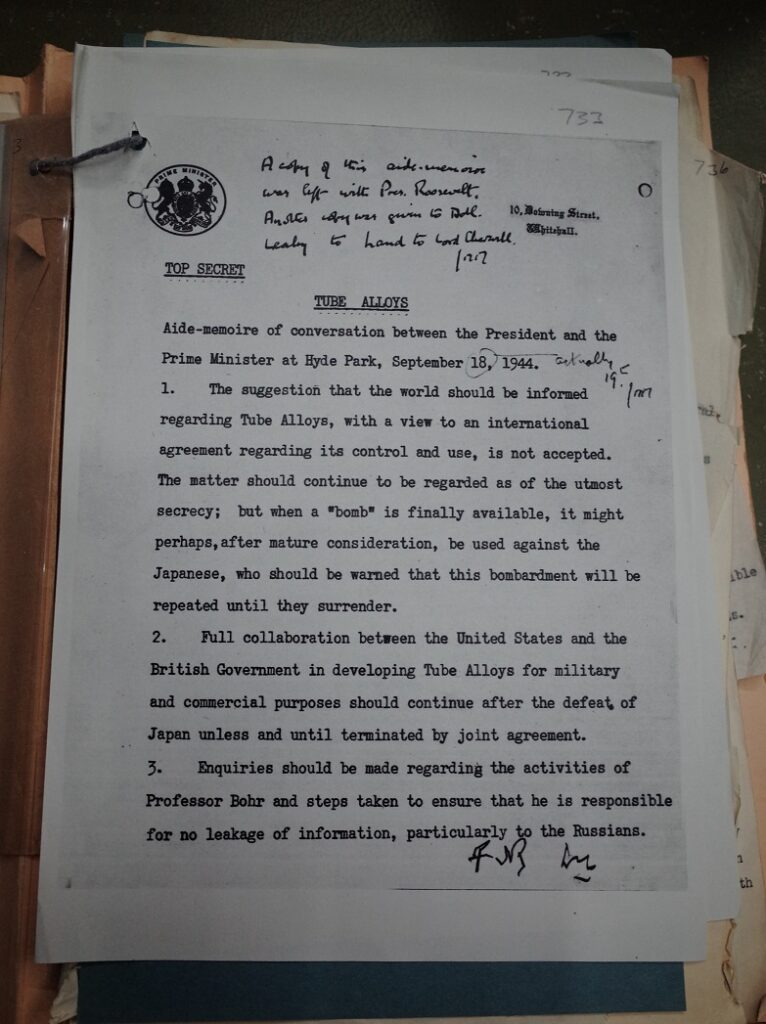 733
736
3
PRIME MINISTER
A copy of this aide-memoire
was left with Pres. Roosevelt.
Another copy was given to Adl.
Leahy to hand to Lord Cherwell.
10, Downing Street,
Whitehall.
TOP SECRET
TUBE ALLOYS
Aide-memoire of conversation between the President and the
Prime Minister at Hyde Park, September 18, 1944. actually
19.
1. The suggestion that the world should be informed
regarding Tube Alloys, with a view to an international
agreement regarding its control and use, is not accepted.
The matter should continue to be regarded as of the utmost
secrecy; but when a "bomb" is finally available, it might
perhaps, after mature consideration, be used against the
Japanese, who should be warned that this bombardment will be
repeated until they surrender.
2. Full collaboration between the United States and the
British Government in developing Tube Alloys for military
and commercial purposes should continue after the defeat of
Japan unless and until terminated by joint agreement.
3. Enquiries should be made regarding the activities of
Professor Bohr and steps taken to ensure that he is responsible
for no leakage of information, particularly to the Russians.
th